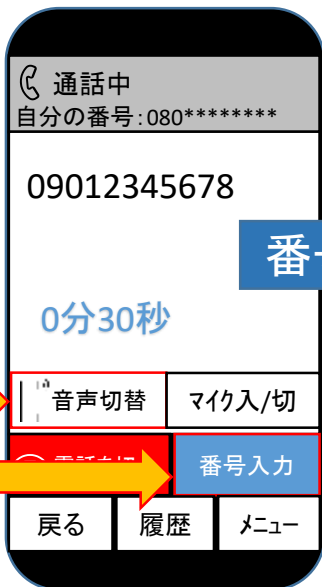 通話中
自分の番号:080********
09012345678
番
0分30秒
音声切替
マイク入/切
番号入力
戻る
履歴
メニュー